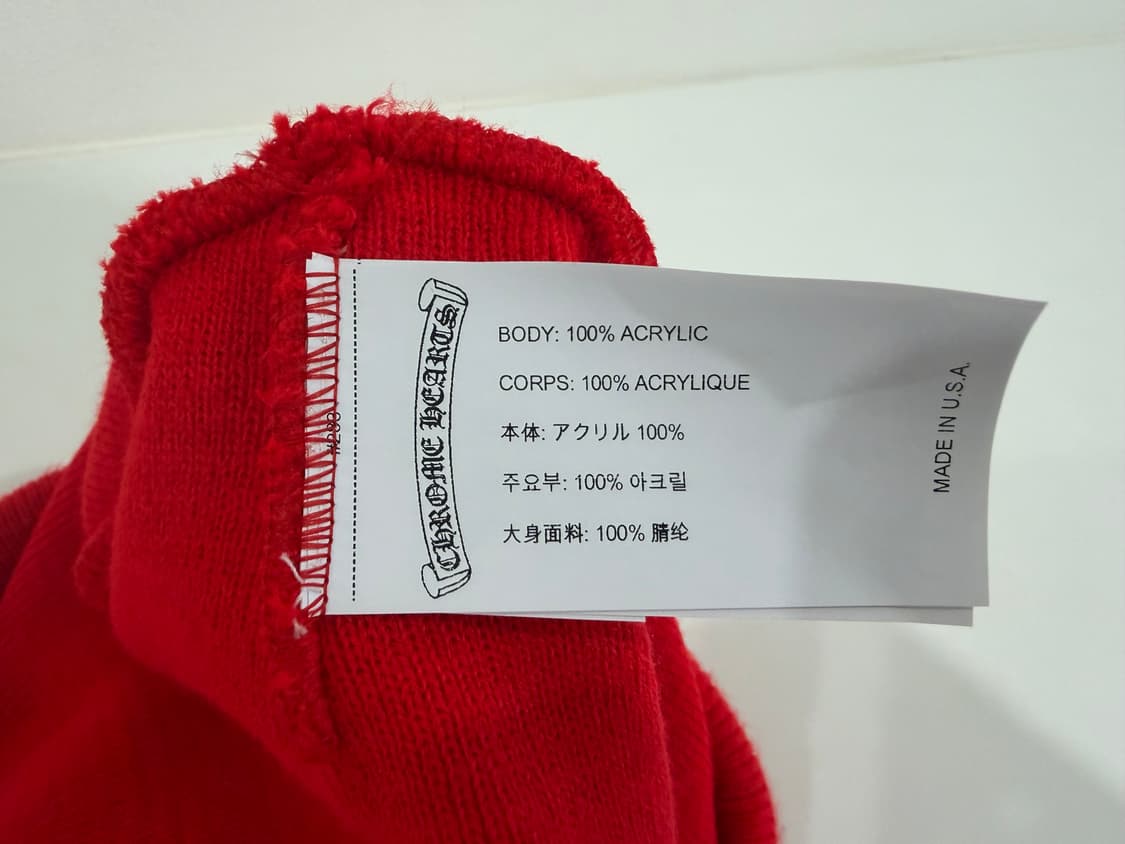 CHROME HEARTS
BODY: 100% ACRYLIC
CORPS: 100% ACRYLIQUE
本体: アクリル 100%
주요부: 100% 아크릴
大身面料: 100% 腈纶
MADE IN U.S.A.